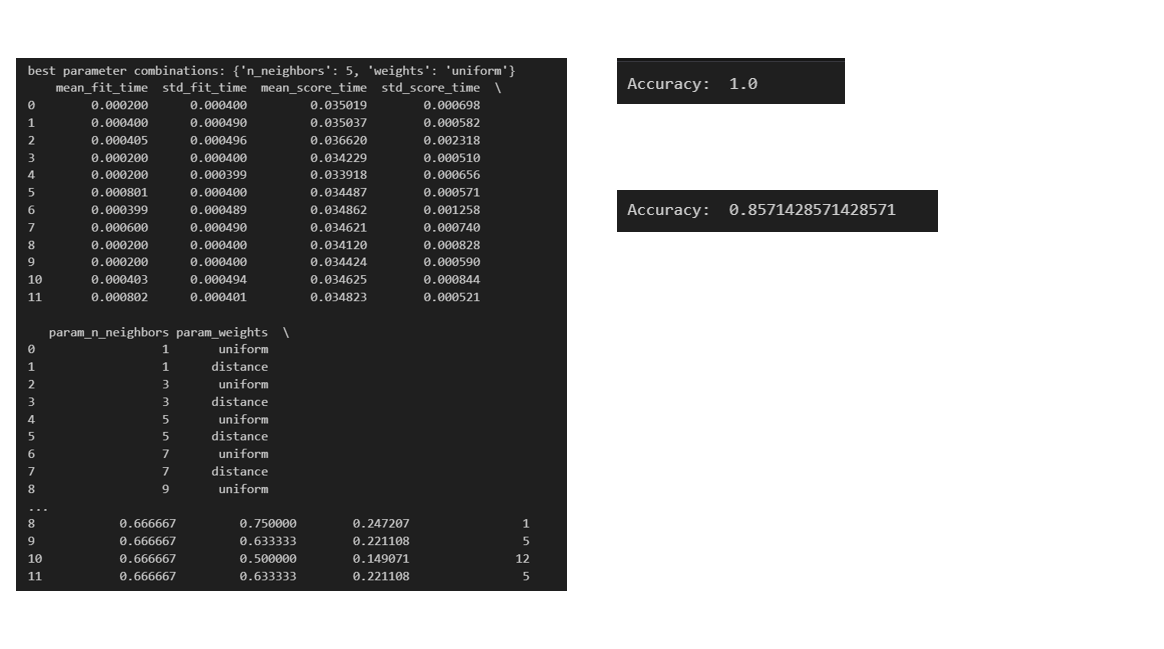 best parameter combinations: {'n_neighbors': 5, 'weights': 'uniform'}
mean_fit_time std_fit_time mean_score_time std_score_time \
0 0.000200 0.000400 0.035019 0.000698
1 0.000400 0.000490 0.035037 0.000582
2 0.000405 0.000496 0.036620 0.002318
3 0.000200 0.000400 0.034229 0.000510
4 0.000200 0.000399 0.033918 0.000656
5 0.000801 0.000400 0.034487 0.000571
6 0.000399 0.000489 0.034862 0.001258
7 0.000600 0.000490 0.034621 0.000740
8 0.000200 0.000400 0.034120 0.000828
9 0.000200 0.000400 0.034424 0.000590
10 0.000403 0.000494 0.034625 0.000844
11 0.000802 0.000401 0.034823 0.000521
param_n_neighbors param_weights \
0 1 uniform
1 1 distance
2 3 uniform
3 3 distance
4 5 uniform
5 5 distance
6 7 uniform
7 7 distance
8 9 uniform
...
8 0.666667 0.750000 0.247207 1
9 0.666667 0.633333 0.221108 5
10 0.666667 0.500000 0.149071 12
11 0.666667 0.633333 0.221108 5
Accuracy: 1.0
Accuracy: 0.8571428571428571